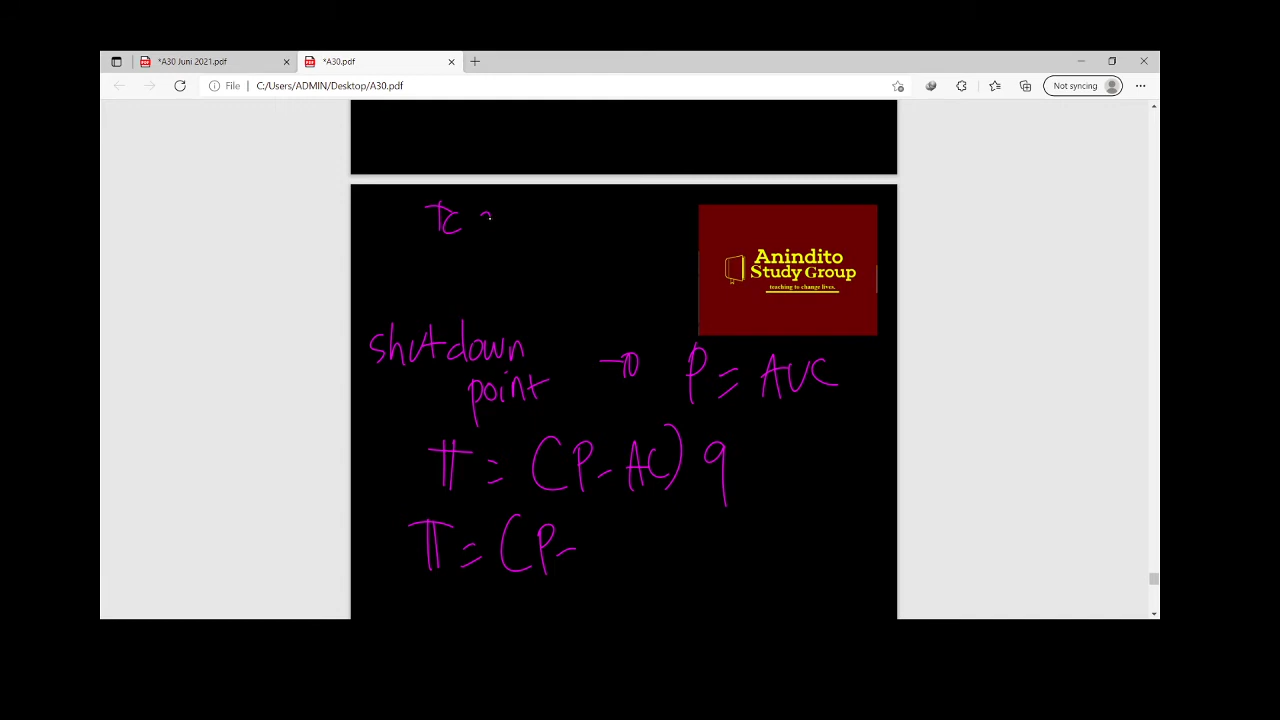 *A30 Juni 2021.pdf
*A30.pdf
File
C:/Users/ADMIN/Desktop/A30.pdf
Not syncing
TC =
Anindito
Study Group
teaching to change lives.
shutdown
point → P = AVC
π = (P - AC) q
π = (P -